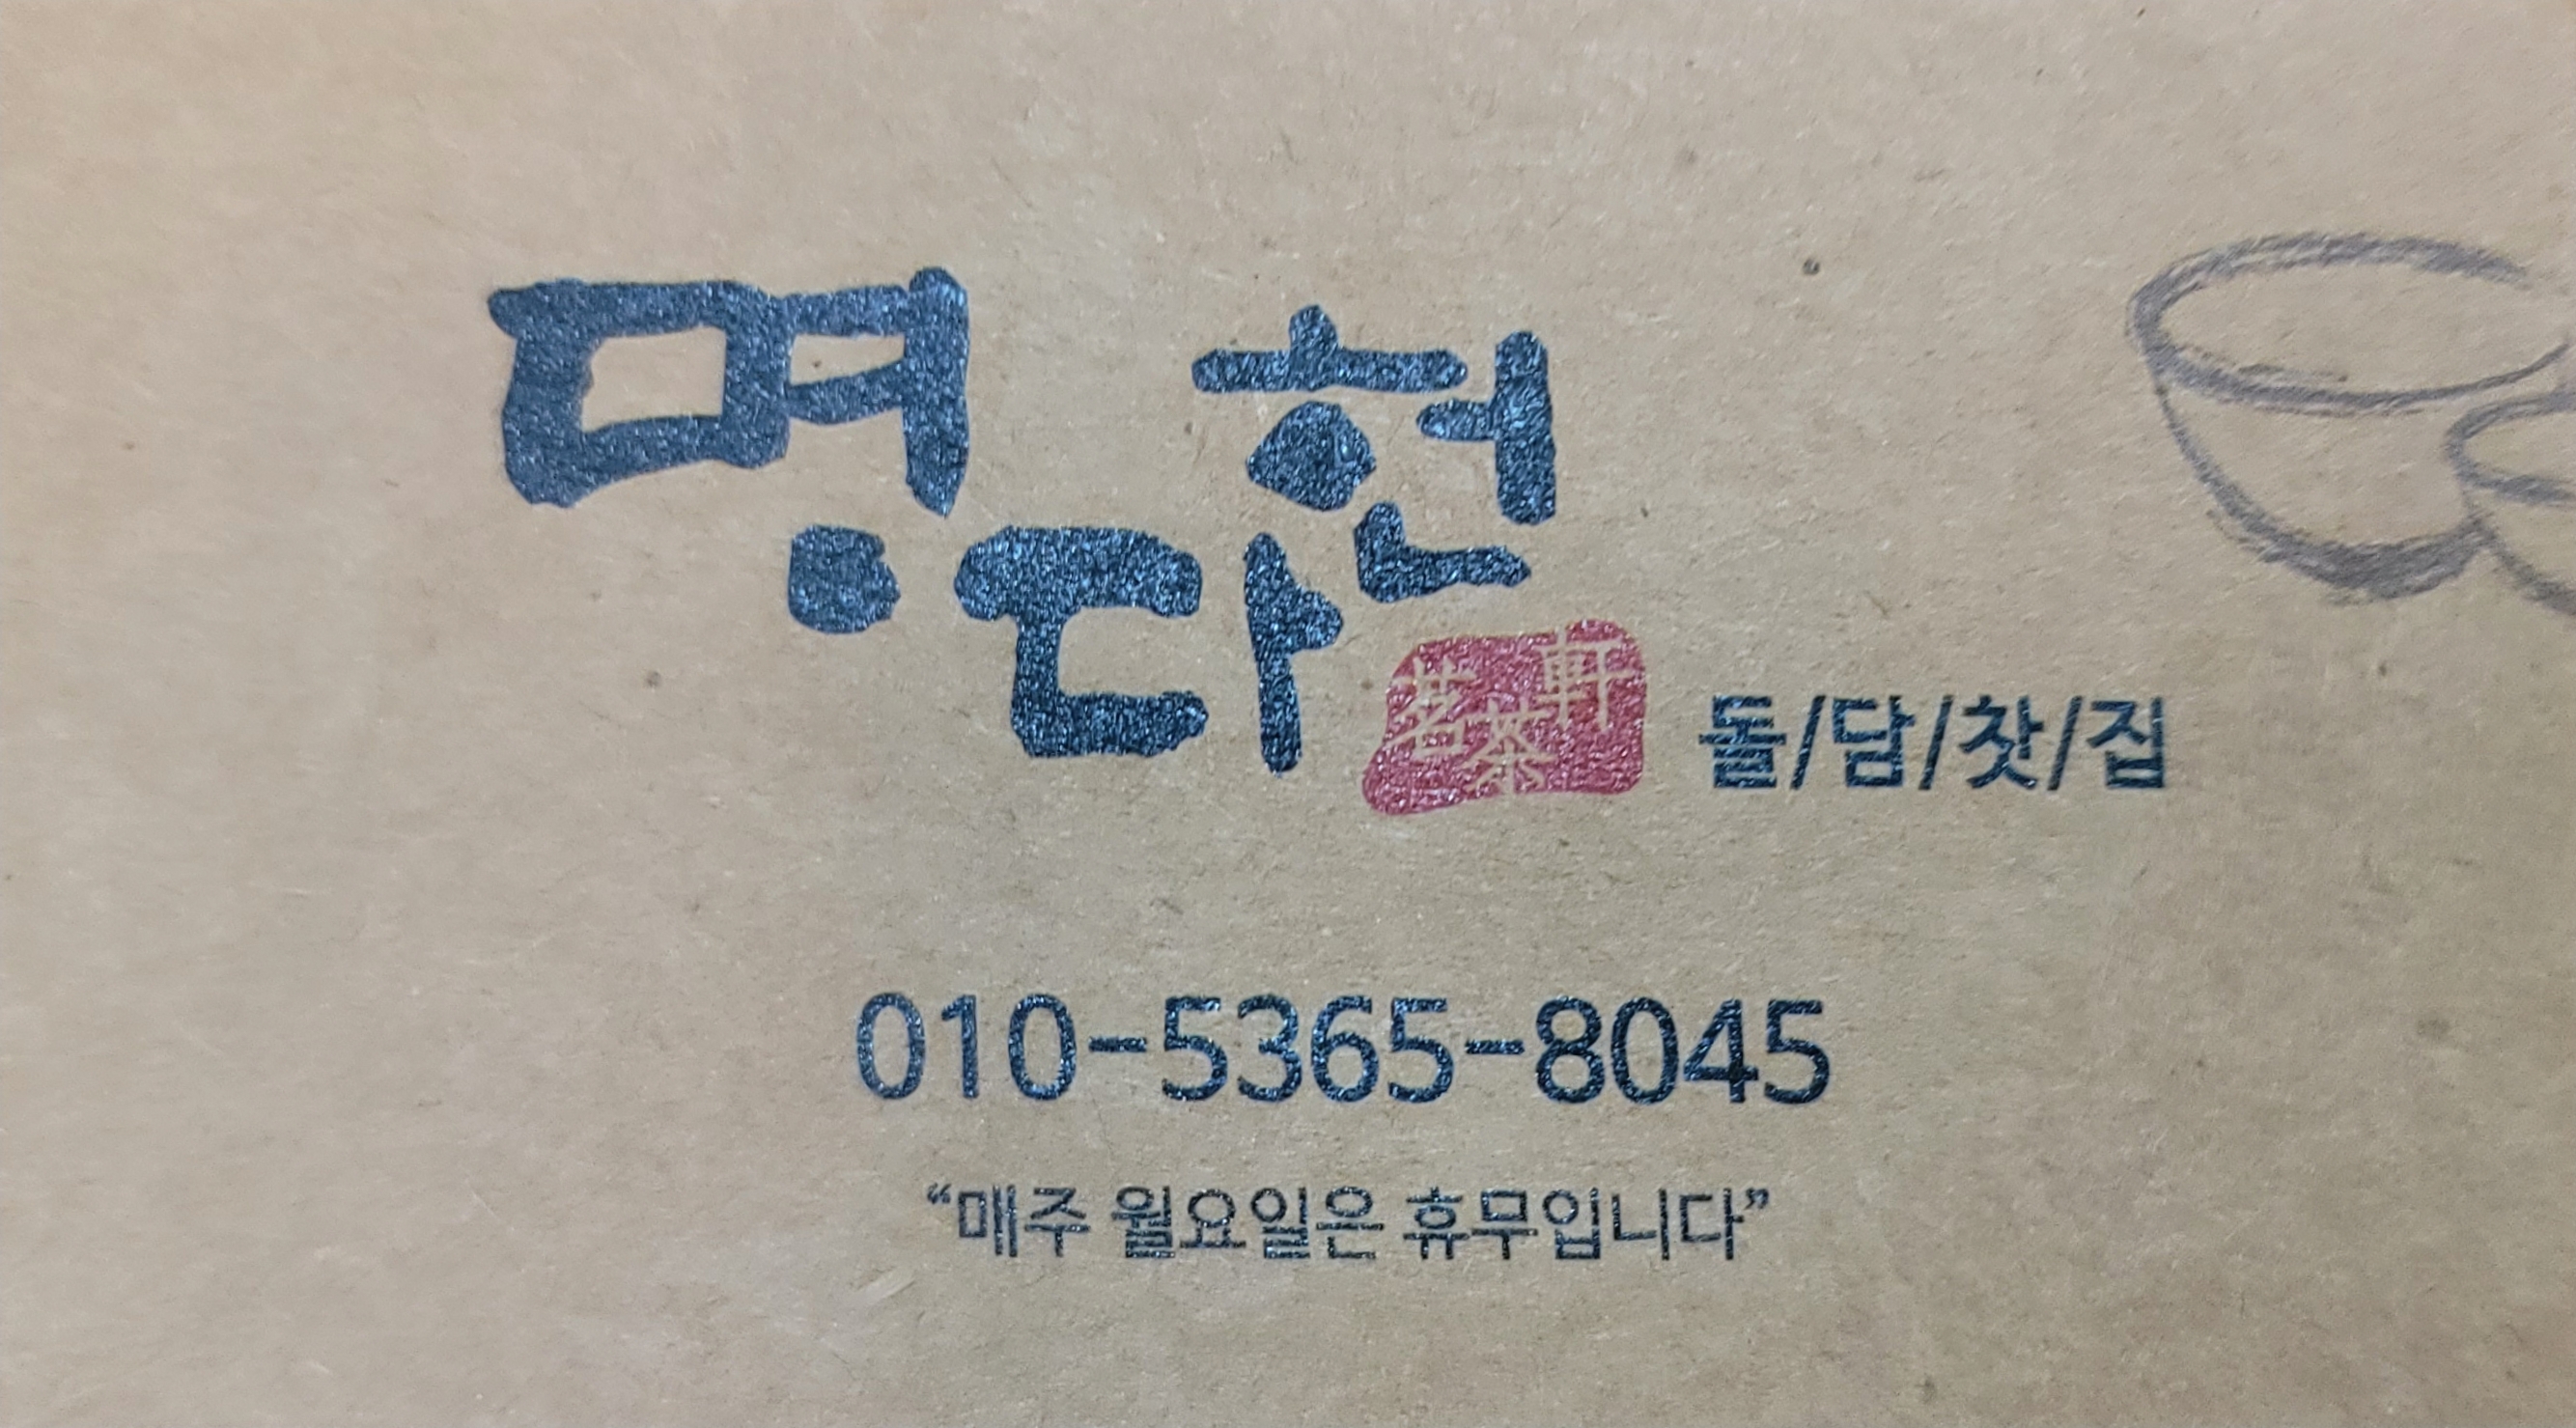 명다헌
茗茶軒
돌/담/찻/집
010-5365-8045
“매주 월요일은 휴무입니다”